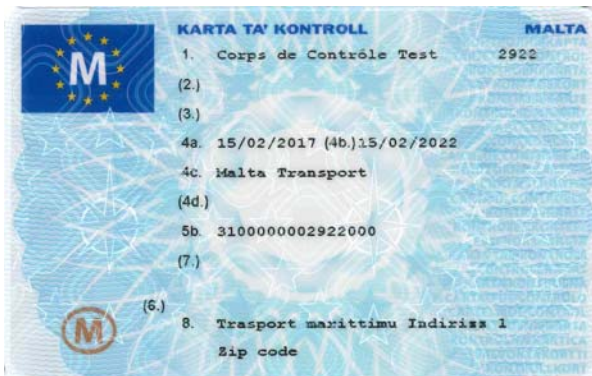 KARTA TA' KONTROLL MALTA
M
1. Corps de Contrôle Test 2922
(2.)
(3.)
4a. 15/02/2017 (4b.)15/02/2022
4c. Malta Transport
(4d.)
5b. 3100000002922000
(7.)
(6.)
M
8. Trasport marittimu Indirizz 1
Zip code